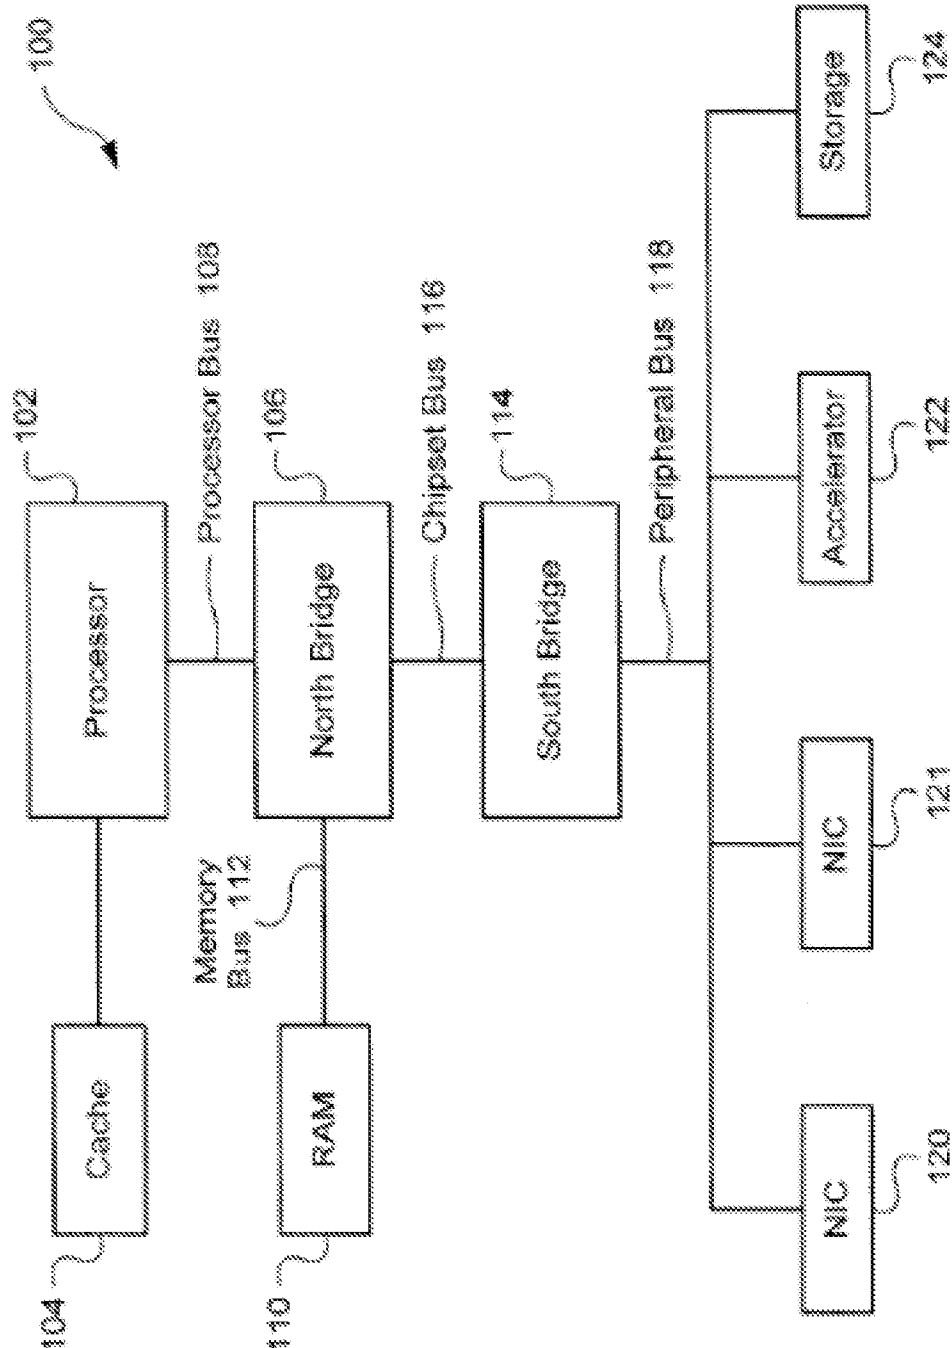 100
102
Processor
104
Cache
Processor Bus 108
106
North Bridge
Memory
Bus 112
110
RAM
Chipset Bus 116
114
South Bridge
Peripheral Bus 118
NIC
120
NIC
121
Accelerator
122
Storage
124